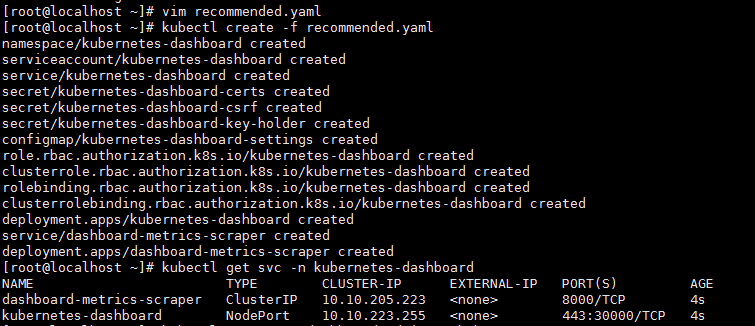 [root@localhost ~]# vim recommended.yaml
[root@localhost ~]# kubectl create -f recommended.yaml
namespace/kubernetes-dashboard created
serviceaccount/kubernetes-dashboard created
service/kubernetes-dashboard created
secret/kubernetes-dashboard-certs created
secret/kubernetes-dashboard-csrf created
secret/kubernetes-dashboard-key-holder created
configmap/kubernetes-dashboard-settings created
role.rbac.authorization.k8s.io/kubernetes-dashboard created
clusterrole.rbac.authorization.k8s.io/kubernetes-dashboard created
rolebinding.rbac.authorization.k8s.io/kubernetes-dashboard created
clusterrolebinding.rbac.authorization.k8s.io/kubernetes-dashboard created
deployment.apps/kubernetes-dashboard created
service/dashboard-metrics-scraper created
deployment.apps/dashboard-metrics-scraper created
[root@localhost ~]# kubectl get svc -n kubernetes-dashboard
NAME TYPE CLUSTER-IP EXTERNAL-IP PORT(S) AGE
dashboard-metrics-scraper ClusterIP 10.10.205.223 <none> 8000/TCP 4s
kubernetes-dashboard NodePort 10.10.223.255 <none> 443:30000/TCP 4s